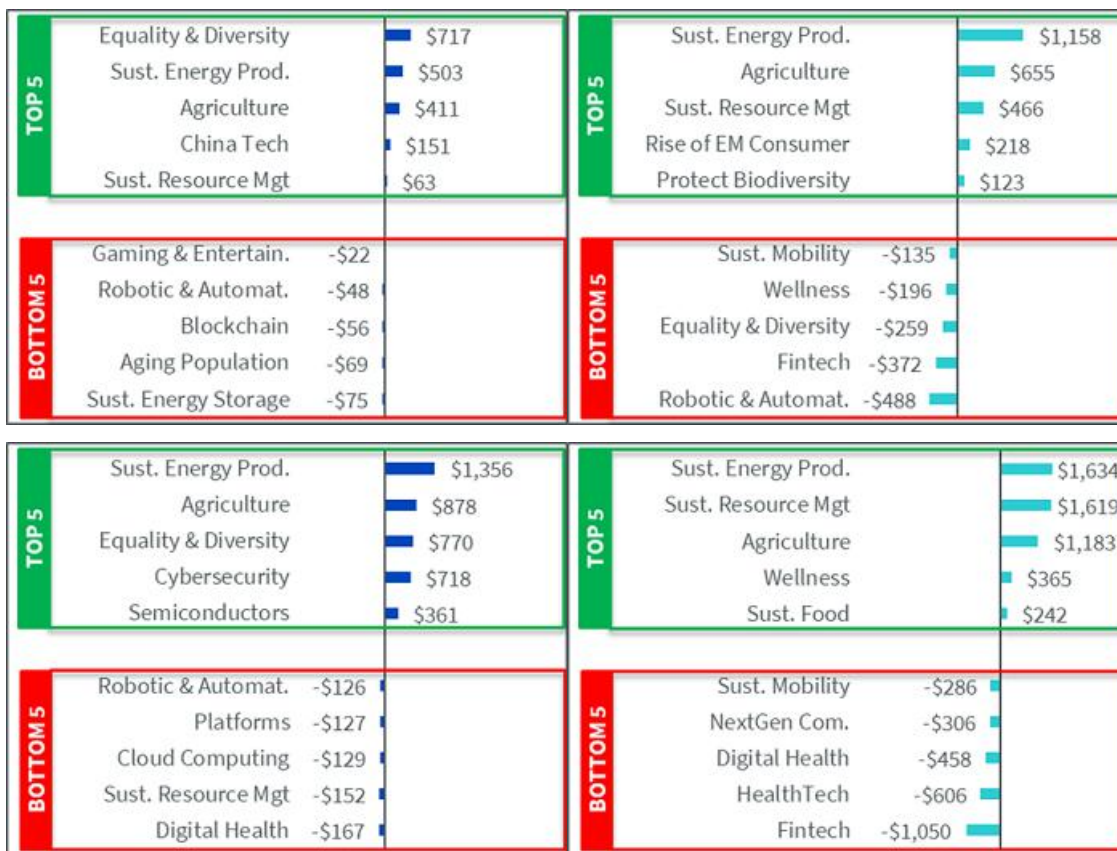 TOP 5
Equality & Diversity $717
Sust. Energy Prod. $503
Agriculture $411
China Tech $151
Sust. Resource Mgt $63
BOTTOM 5
Gaming & Entertain. -$22
Robotic & Automat. -$48
Blockchain -$56
Aging Population -$69
Sust. Energy Storage -$75
TOP 5
Sust. Energy Prod. $1,158
Agriculture $655
Sust. Resource Mgt $466
Rise of EM Consumer $218
Protect Biodiversity $123
BOTTOM 5
Sust. Mobility -$135
Wellness -$196
Equality & Diversity -$259
Fintech -$372
Robotic & Automat. -$488
TOP 5
Sust. Energy Prod. $1,356
Agriculture $878
Equality & Diversity $770
Cybersecurity $718
Semiconductors $361
BOTTOM 5
Robotic & Automat. -$126
Platforms -$127
Cloud Computing -$129
Sust. Resource Mgt -$152
Digital Health -$167
TOP 5
Sust. Energy Prod. $1,634
Sust. Resource Mgt $1,619
Agriculture $1,183
Wellness $365
Sust. Food $242
BOTTOM 5
Sust. Mobility -$286
NextGen Com. -$306
Digital Health -$458
HealthTech -$606
Fintech -$1,050